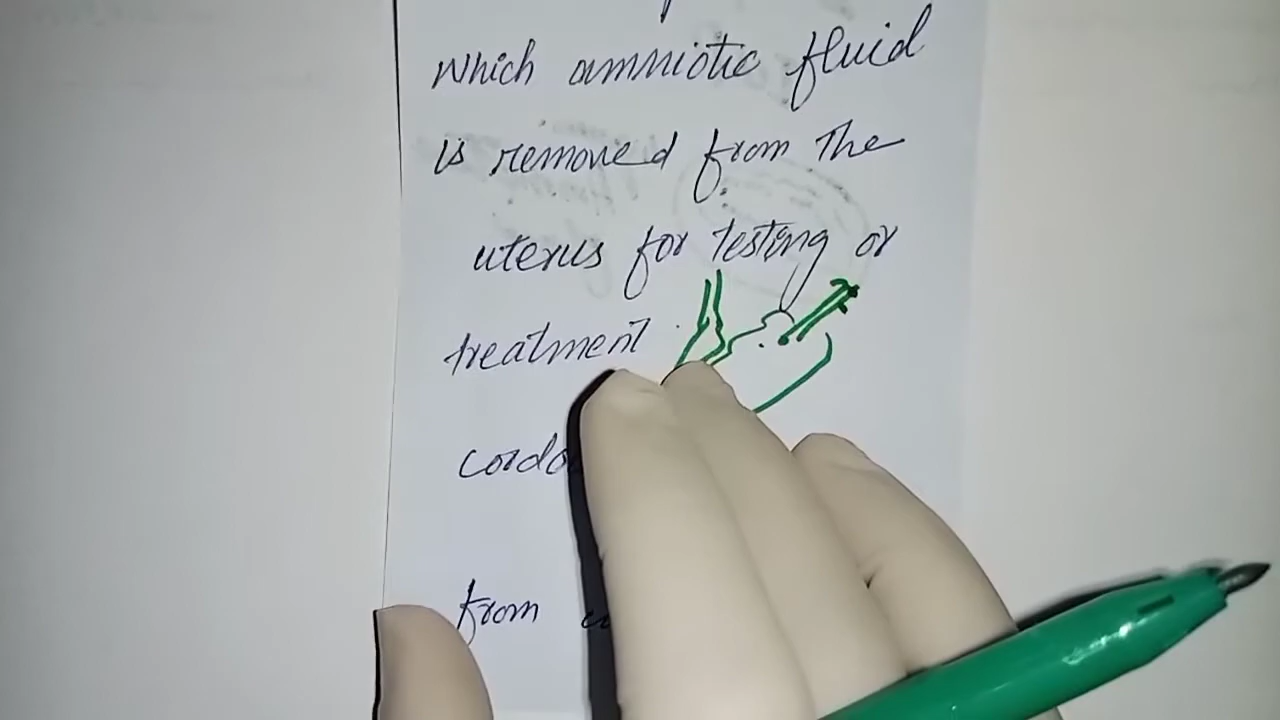 which amniotic fluid
is removed from the
uterus for testing or
treatment
from